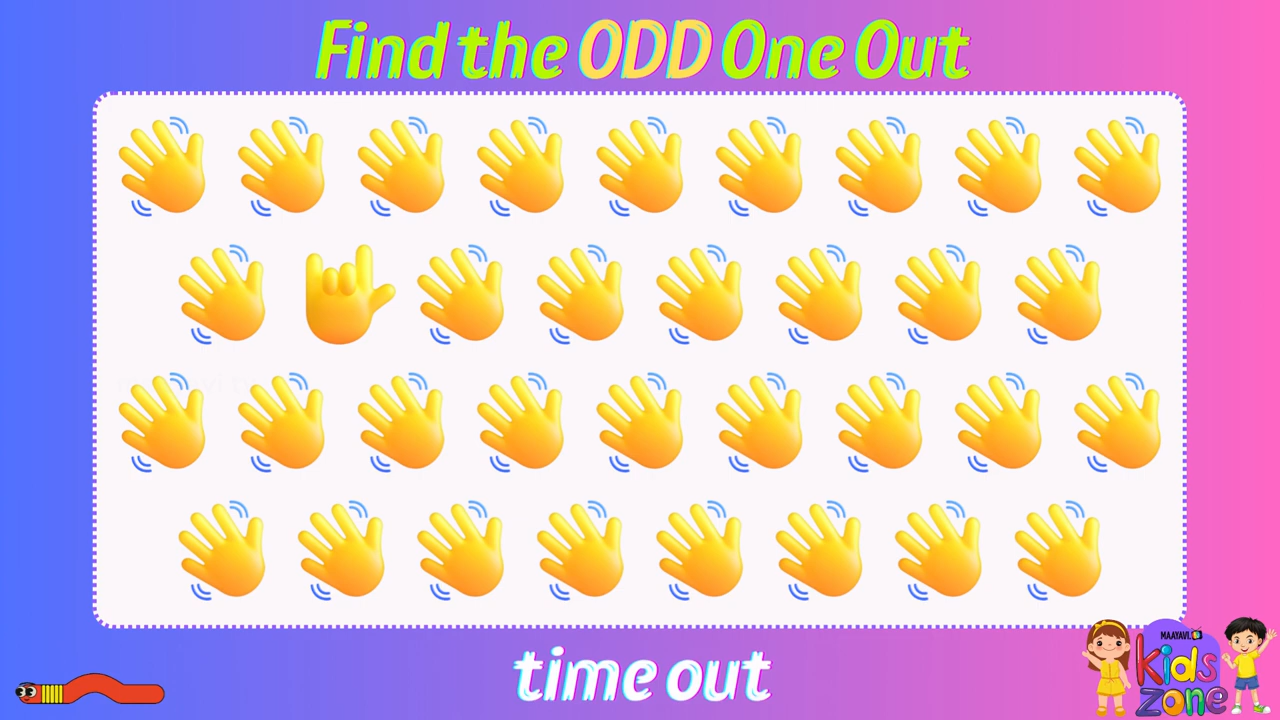 Find the ODD One Out
time out
MAAYAVI
kids
zone